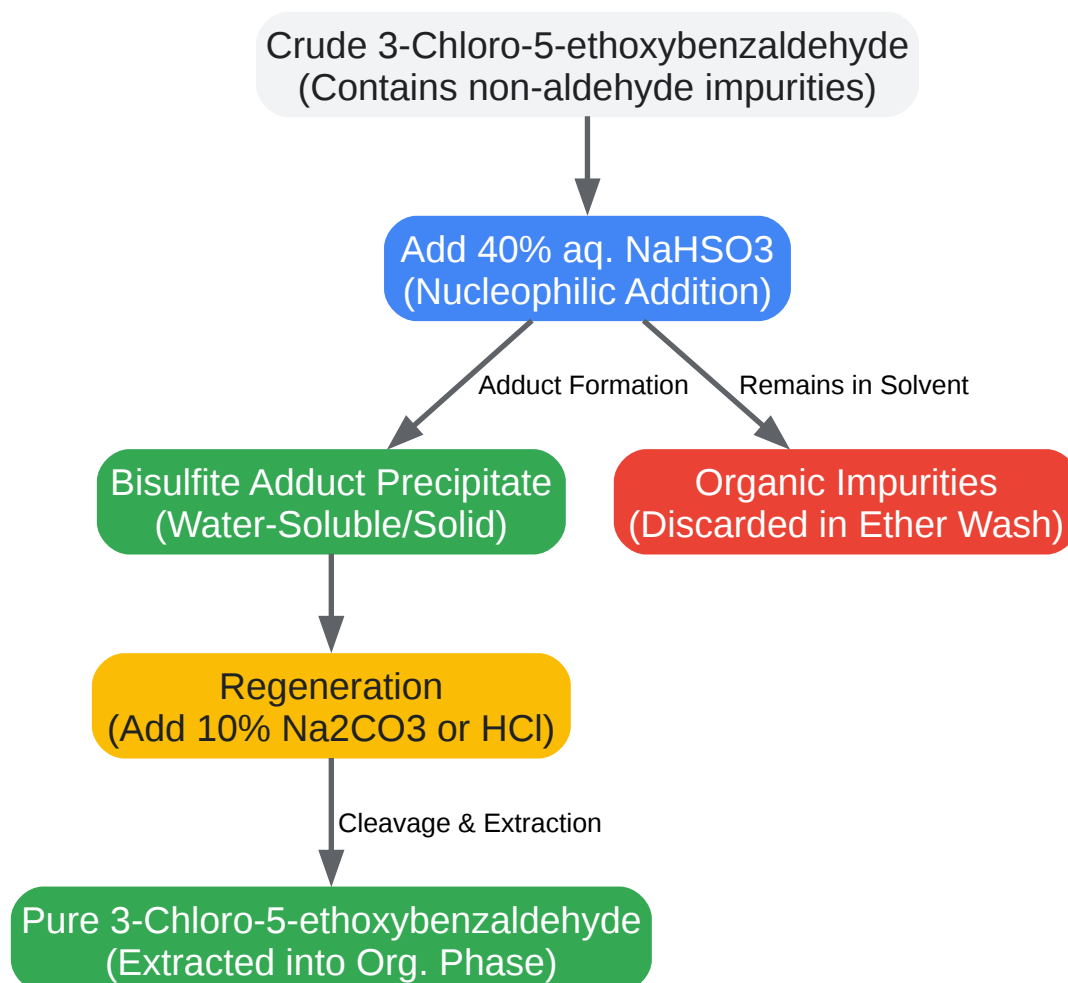 Crude 3-Chloro-5-ethoxybenzaldehyde
(Contains non-aldehyde impurities)
Add 40% aq. NaHSO3
(Nucleophilic Addition)
Adduct Formation
Remains in Solvent
Bisulfite Adduct Precipitate
(Water-Soluble/Solid)
Organic Impurities
(Discarded in Ether Wash)
Regeneration
(Add 10% Na2CO3 or HCl)
Cleavage & Extraction
Pure 3-Chloro-5-ethoxybenzaldehyde
(Extracted into Org. Phase)